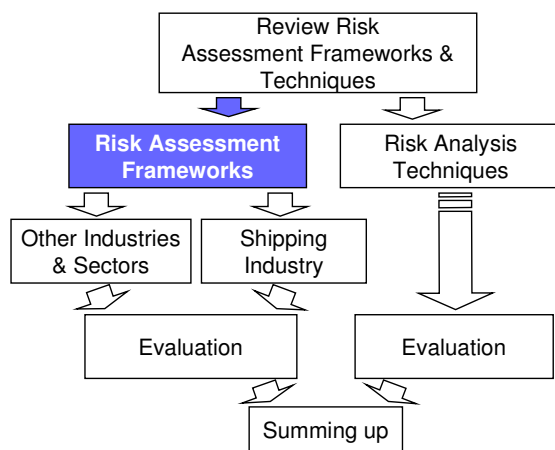 Review Risk
Assessment Frameworks &
Techniques
Risk Assessment
Frameworks
Risk Analysis
Techniques
Other Industries
& Sectors
Shipping
Industry
Evaluation
Evaluation
Summing up